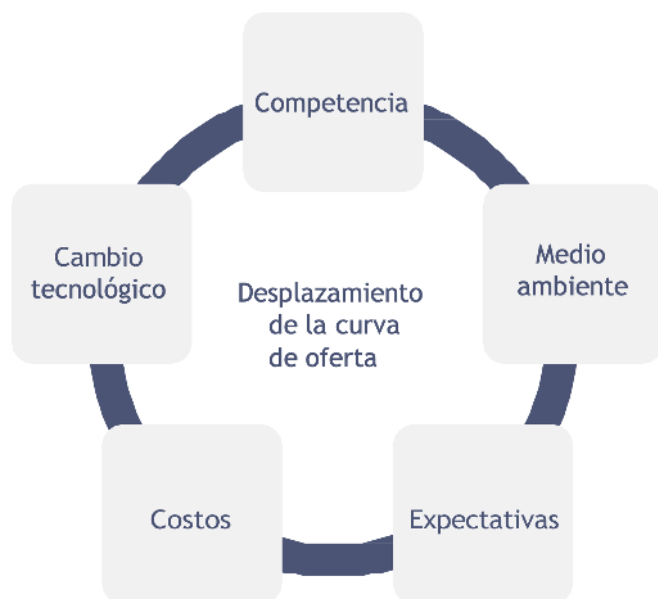 Competencia
Cambio
tecnológico
Medio
ambiente
Desplazamiento
de la curva
de oferta
Costos
Expectativas